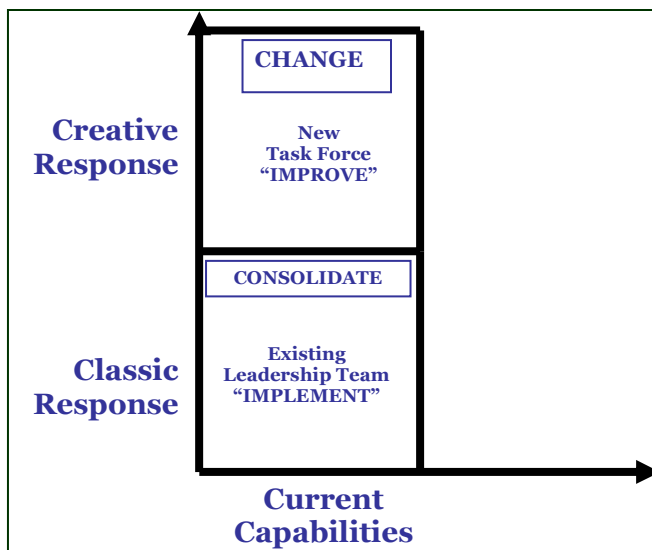 CHANGE
Creative
Response
New
Task Force
“IMPROVE”
CONSOLIDATE
Classic
Response
Existing
Leadership Team
“IMPLEMENT”
Current
Capabilities